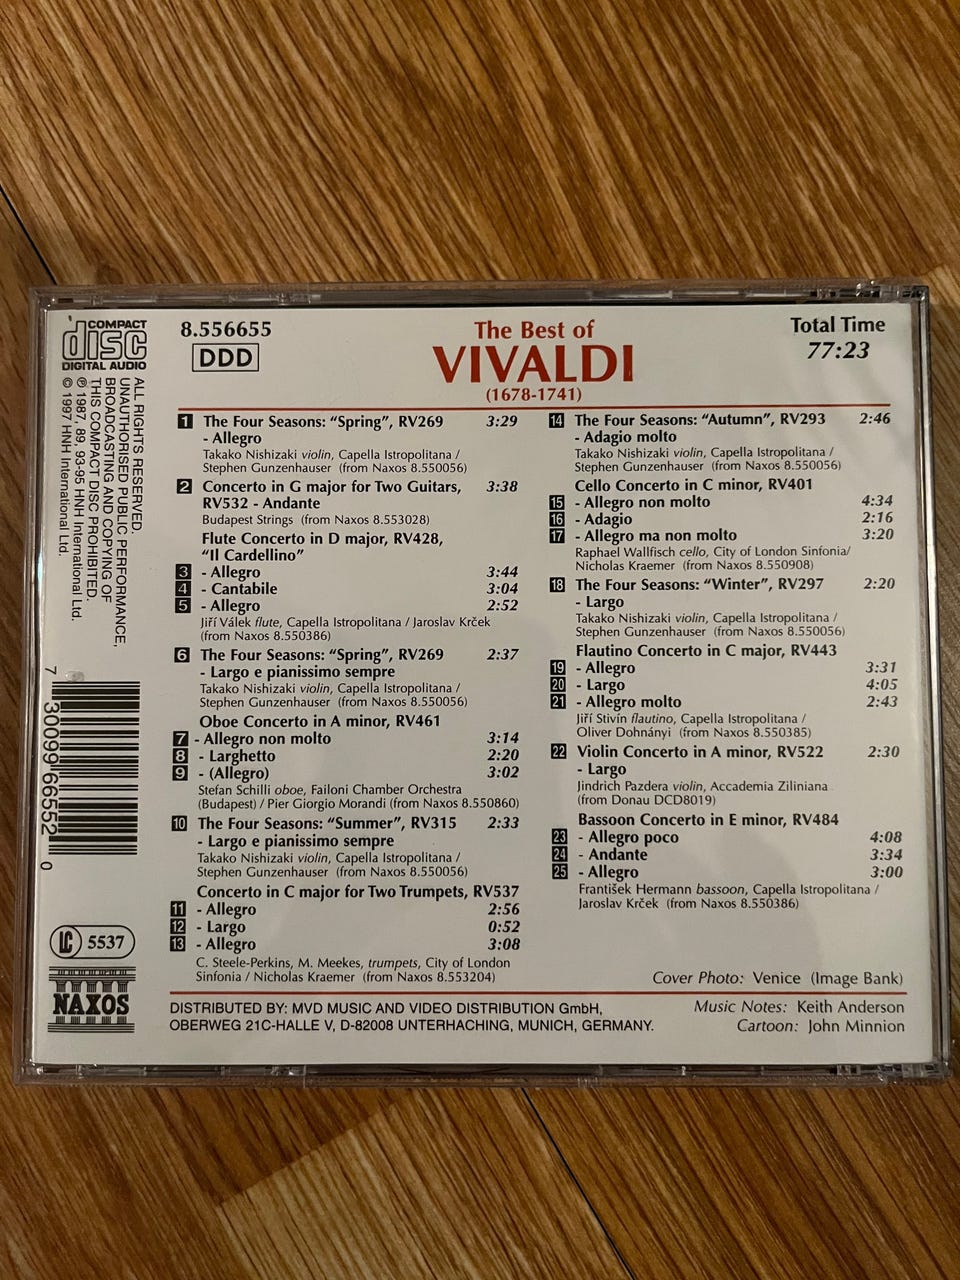 COMPACT
disc
DIGITAL AUDIO
ALL RIGHTS RESERVED.
UNAUTHORISED PUBLIC PERFORMANCE,
BROADCASTING AND COPYING OF
THIS COMPACT DISC PROHIBITED.
℗ 1987, 89, 93-95 HNH International Ltd.
© 1997 HNH International Ltd.
7 30099 66552 0
LC 5537
NAXOS
8.556655
DDD
The Best of
VIVALDI
(1678-1741)
Total Time
77:23
1 The Four Seasons: “Spring”, RV269 3:29
- Allegro
Takako Nishizaki violin, Capella Istropolitana /
Stephen Gunzenhauser (from Naxos 8.550056)
2 Concerto in G major for Two Guitars, 3:38
RV532 - Andante
Budapest Strings (from Naxos 8.553028)
Flute Concerto in D major, RV428,
“Il Cardellino”
3 - Allegro 3:44
4 - Cantabile 3:04
5 - Allegro 2:52
Jiří Válek flute, Capella Istropolitana / Jaroslav Krček
(from Naxos 8.550386)
6 The Four Seasons: “Spring”, RV269 2:37
- Largo e pianissimo sempre
Takako Nishizaki violin, Capella Istropolitana /
Stephen Gunzenhauser (from Naxos 8.550056)
Oboe Concerto in A minor, RV461
7 - Allegro non molto 3:14
8 - Larghetto 2:20
9 - (Allegro) 3:02
Stefan Schilli oboe, Failoni Chamber Orchestra
(Budapest) / Pier Giorgio Morandi (from Naxos 8.550860)
10 The Four Seasons: “Summer”, RV315 2:33
- Largo e pianissimo sempre
Takako Nishizaki violin, Capella Istropolitana /
Stephen Gunzenhauser (from Naxos 8.550056)
Concerto in C major for Two Trumpets, RV537
11 - Allegro 2:56
12 - Largo 0:52
13 - Allegro 3:08
C. Steele-Perkins, M. Meekes, trumpets, City of London
Sinfonia / Nicholas Kraemer (from Naxos 8.553204)
14 The Four Seasons: “Autumn”, RV293 2:46
- Adagio molto
Takako Nishizaki violin, Capella Istropolitana /
Stephen Gunzenhauser (from Naxos 8.550056)
Cello Concerto in C minor, RV401
15 - Allegro non molto 4:34
16 - Adagio 2:16
17 - Allegro ma non molto 3:20
Raphael Wallfisch cello, City of London Sinfonia/
Nicholas Kraemer (from Naxos 8.550908)
18 The Four Seasons: “Winter”, RV297 2:20
- Largo
Takako Nishizaki violin, Capella Istropolitana /
Stephen Gunzenhauser (from Naxos 8.550056)
Flautino Concerto in C major, RV443
19 - Allegro 3:31
20 - Largo 4:05
21 - Allegro molto 2:43
Jiří Stivín flautino, Capella Istropolitana /
Oliver Dohnányi (from Naxos 8.550385)
22 Violin Concerto in A minor, RV522 2:30
- Largo
Jindrich Pazdera violin, Accademia Ziliniana
(from Donau DCD8019)
Bassoon Concerto in E minor, RV484
23 - Allegro poco 4:08
24 - Andante 3:34
25 - Allegro 3:00
František Hermann bassoon, Capella Istropolitana /
Jaroslav Krček (from Naxos 8.550386)
Cover Photo: Venice (Image Bank)
DISTRIBUTED BY: MVD MUSIC AND VIDEO DISTRIBUTION GmbH,
OBERWEG 21C-HALLE V, D-82008 UNTERHACHING, MUNICH, GERMANY.
Music Notes: Keith Anderson
Cartoon: John Minnion